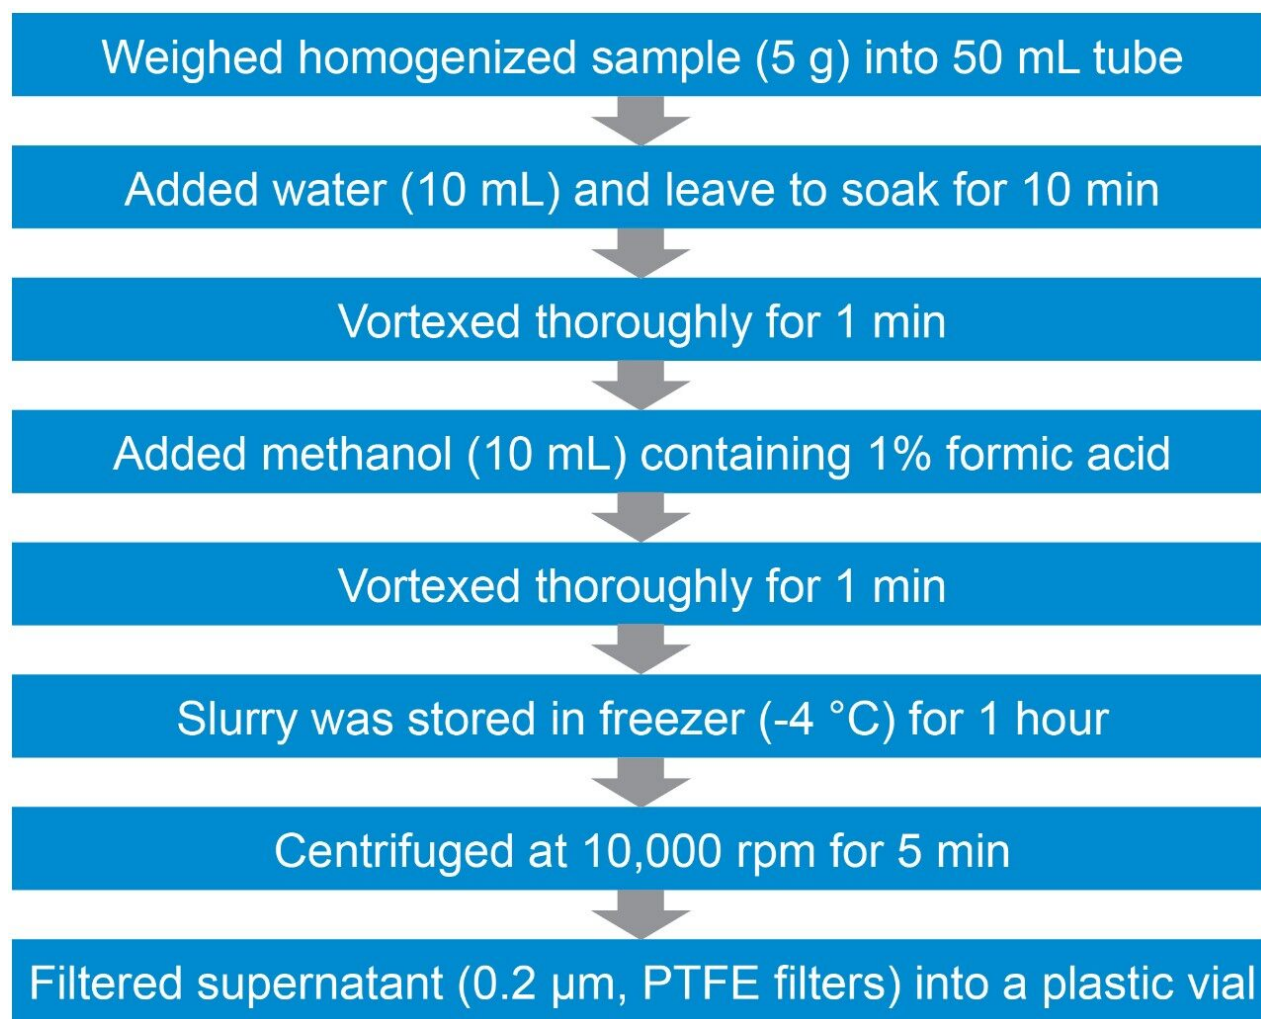 Weighed homogenized sample (5 g) into 50 mL tube
Added water (10 mL) and leave to soak for 10 min
Vortexed thoroughly for 1 min
Added methanol (10 mL) containing 1% formic acid
Vortexed thoroughly for 1 min
Slurry was stored in freezer (-4 °C) for 1 hour
Centrifuged at 10,000 rpm for 5 min
Filtered supernatant (0.2 µm, PTFE filters) into a plastic vial